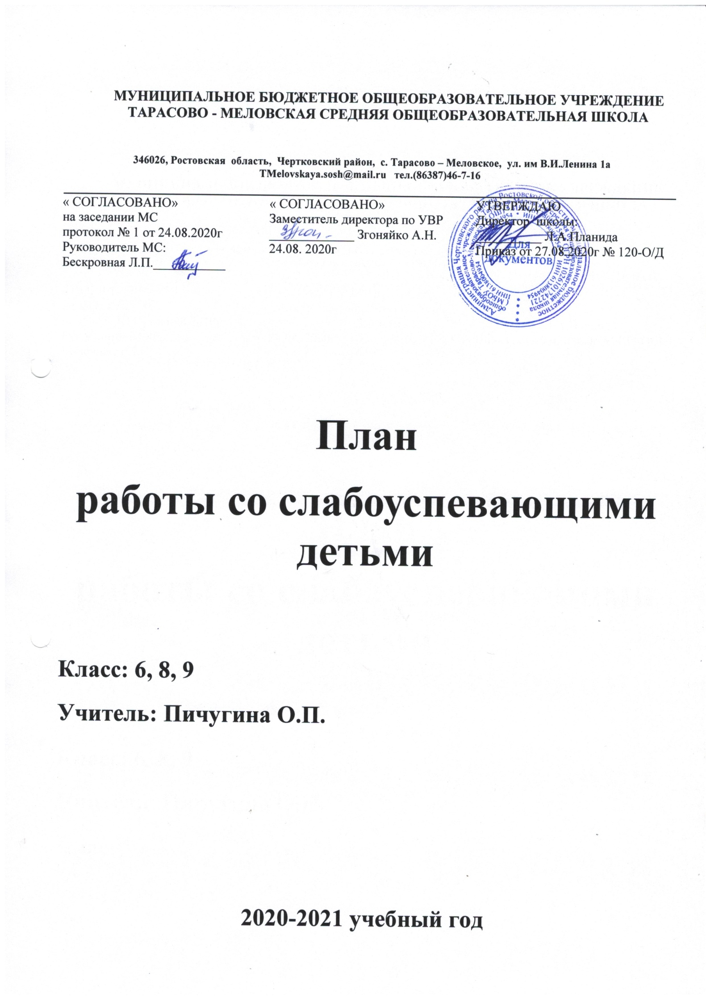 МУНИЦИПАЛЬНОЕ БЮДЖЕТНОЕ ОБЩЕОБРАЗОВАТЕЛЬНОЕ УЧРЕЖДЕНИЕ
ТАРАСОВО - МЕЛОВСКАЯ СРЕДНЯЯ ОБЩЕОБРАЗОВАТЕЛЬНАЯ ШКОЛА
346026, Ростовская область, Чертковский район, с. Тарасово – Меловское, ул. им В.И.Ленина 1а
TMelovskaya.sosh@mail.ru тел.(86387)46-7-16
« СОГЛАСОВАНО»
на заседании МС
протокол № 1 от 24.08.2020г
Руководитель МС:
Бескровная Л.П.____________
« СОГЛАСОВАНО»
Заместитель директора по УВР
______________ Згоняйко А.Н.
24.08. 2020г
УТВЕРЖДАЮ
Директор школы:
___________ Л.А.Планида
Приказ от 27.08.2020г № 120-О/Д
Для
документов
План
работы со слабоуспевающими
детьми
Класс: 6, 8, 9
Учитель: Пичугина О.П.
2020-2021 учебный год